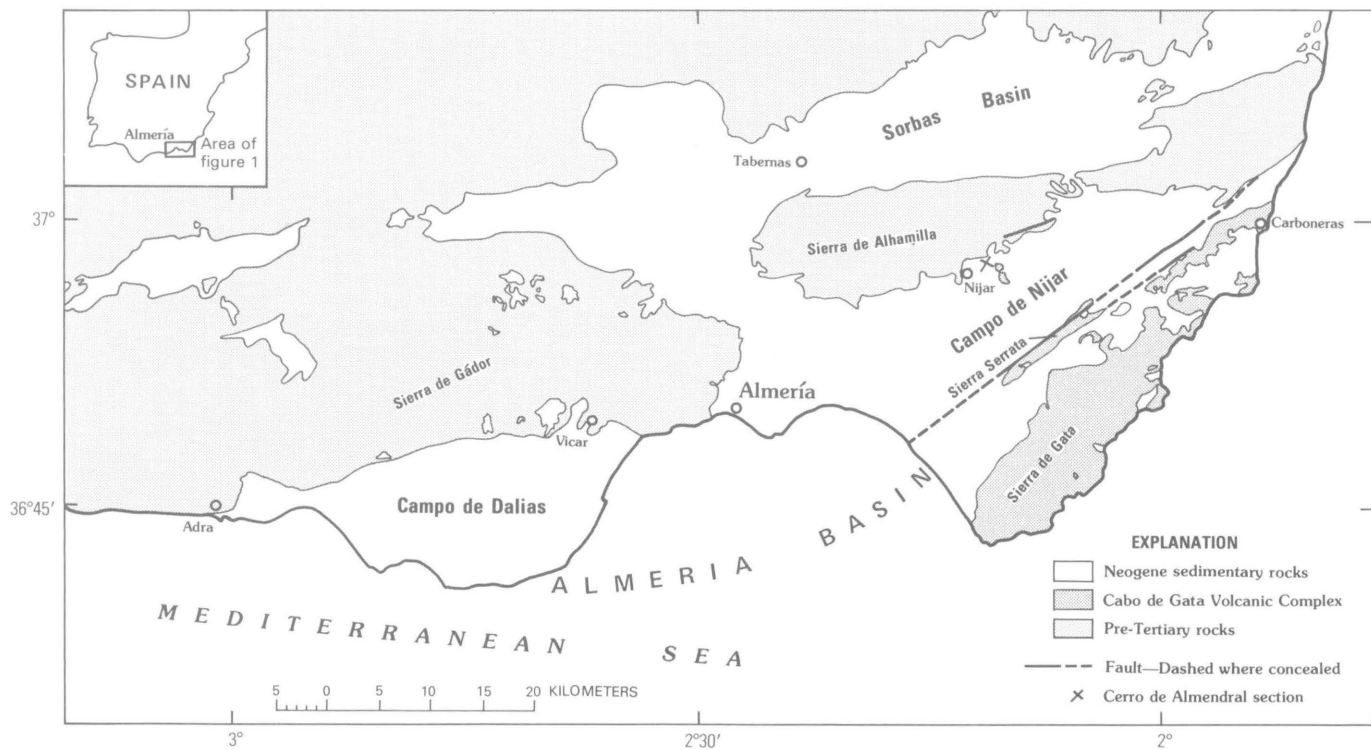 SPAIN
Almería
Area of
figure 1
Sorbas Basin
Tabernas
37°
Sierra de Alhamilla
Carboneras
Nijar
Campo de Nijar
Sierra Serrata
Sierra de Gádor
Almería
Vicar
Sierra de Gata
36°45'
Adra
Campo de Dalias
ALMERIA BASIN
MEDITERRANEAN SEA
EXPLANATION
Neogene sedimentary rocks
Cabo de Gata Volcanic Complex
Pre-Tertiary rocks
Fault—Dashed where concealed
Cerro de Almendral section
5 0 5 10 15 20 KILOMETERS
3° 2°30' 2°